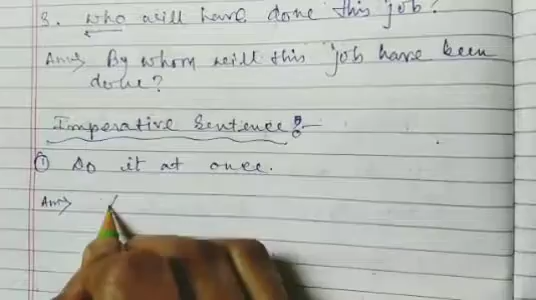 8. who will have done this job?
Ans→ By whom will this job have been
done?
Imperative Sentence:-
① Do it at once.
Ans→